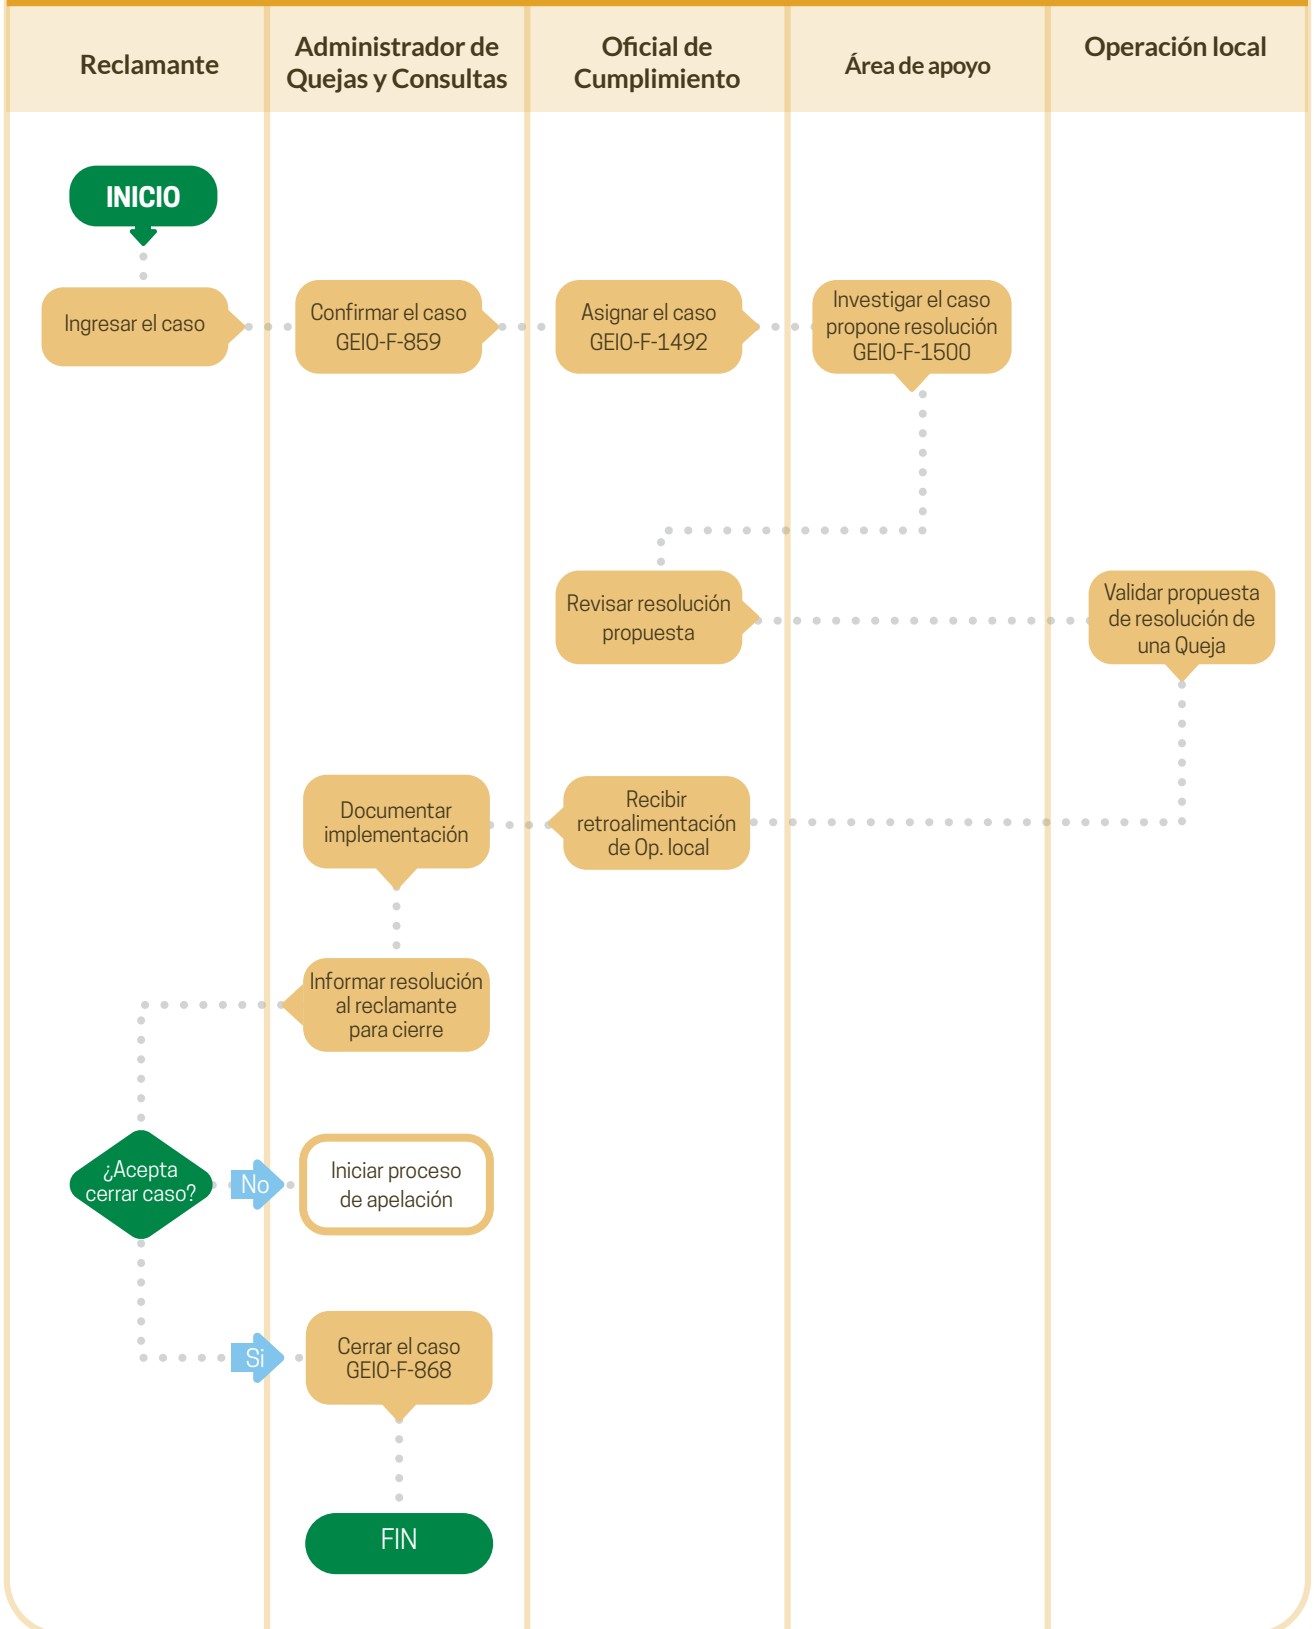 Reclamante
Administrador de
Quejas y Consultas
Oficial de
Cumplimiento
Área de apoyo
Operación local
INICIO
Ingresar el caso
Confirmar el caso
GEIO-F-859
Asignar el caso
GEIO-F-1492
Investigar el caso
propone resolución
GEIO-F-1500
Revisar resolución
propuesta
Validar propuesta
de resolución de
una Queja
Documentar
implementación
Recibir
retroalimentación
de Op. local
Informar resolución
al reclamante
para cierre
¿Acepta
cerrar caso?
No
Iniciar proceso
de apelación
Si
Cerrar el caso
GEIO-F-868
FIN